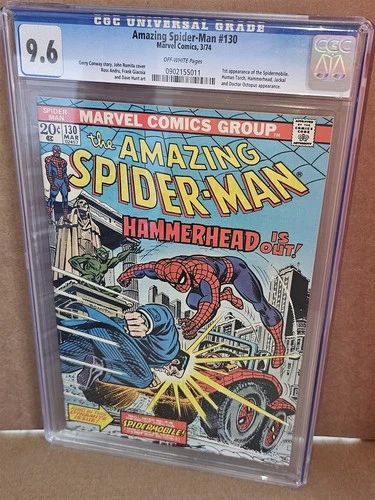 CGC UNIVERSAL GRADE
9.6
Amazing Spider-Man #130
Marvel Comics, 3/74
OFF-WHITE Pages
Gerry Conway story, John Romita cover
Ross Andru, Frank Giacoia
and Dave Hunt art
0902155011
1st appearance of the Spidermobile.
Human Torch, Hammerhead, Jackal
and Doctor Octopus appearance.
CGC
SPIDER-
MAN
MARVEL COMICS GROUP
20¢
130
MAR
the AMAZING
SPIDER-MAN
HAMMERHEAD IS
OUT!
SPIDERMOBILE!